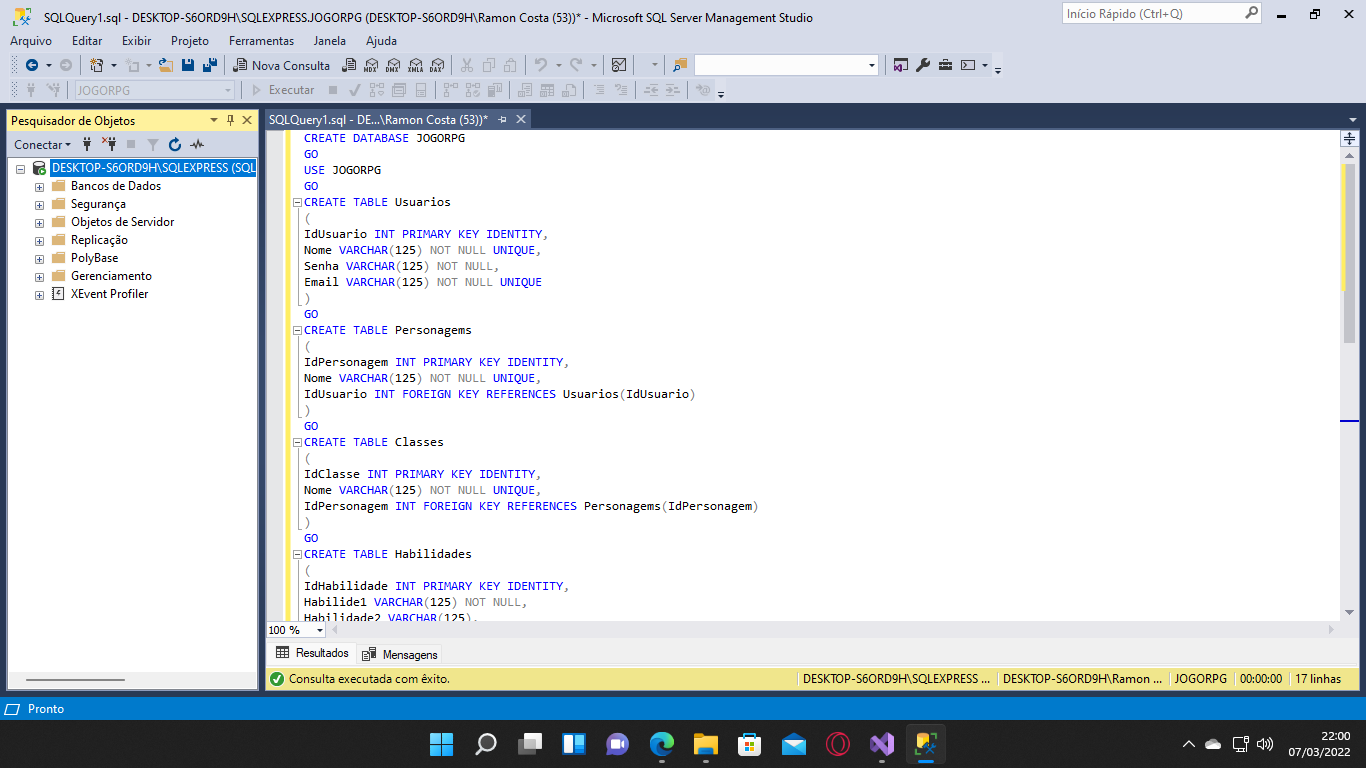 SQLQuery1.sql - DESKTOP-S6ORD9H\SQLEXPRESS.JOGORPG (DESKTOP-S6ORD9H\Ramon Costa (53))* - Microsoft SQL Server Management Studio
Início Rápido (Ctrl+Q)
Arquivo Editar Exibir Projeto Ferramentas Janela Ajuda
Nova Consulta MDX DMX XMLA DAX
JOGORPG Executar
Pesquisador de Objetos
Conectar
DESKTOP-S6ORD9H\SQLEXPRESS (SQL
Bancos de Dados
Segurança
Objetos de Servidor
Replicação
PolyBase
Gerenciamento
XEvent Profiler
SQLQuery1.sql - DE...\Ramon Costa (53))*
CREATE DATABASE JOGORPG
GO
USE JOGORPG
GO
CREATE TABLE Usuarios
(
IdUsuario INT PRIMARY KEY IDENTITY,
Nome VARCHAR(125) NOT NULL UNIQUE,
Senha VARCHAR(125) NOT NULL,
Email VARCHAR(125) NOT NULL UNIQUE
)
GO
CREATE TABLE Personagems
(
IdPersonagem INT PRIMARY KEY IDENTITY,
Nome VARCHAR(125) NOT NULL UNIQUE,
IdUsuario INT FOREIGN KEY REFERENCES Usuarios(IdUsuario)
)
GO
CREATE TABLE Classes
(
IdClasse INT PRIMARY KEY IDENTITY,
Nome VARCHAR(125) NOT NULL UNIQUE,
IdPersonagem INT FOREIGN KEY REFERENCES Personagems(IdPersonagem)
)
GO
CREATE TABLE Habilidades
(
IdHabilidade INT PRIMARY KEY IDENTITY,
Habilide1 VARCHAR(125) NOT NULL,
Habilidade2 VARCHAR(125),
100 %
Resultados Mensagens
Consulta executada com êxito. DESKTOP-S6ORD9H\SQLEXPRESS ... DESKTOP-S6ORD9H\Ramon ... JOGORPG 00:00:00 17 linhas
Pronto
22:00
07/03/2022